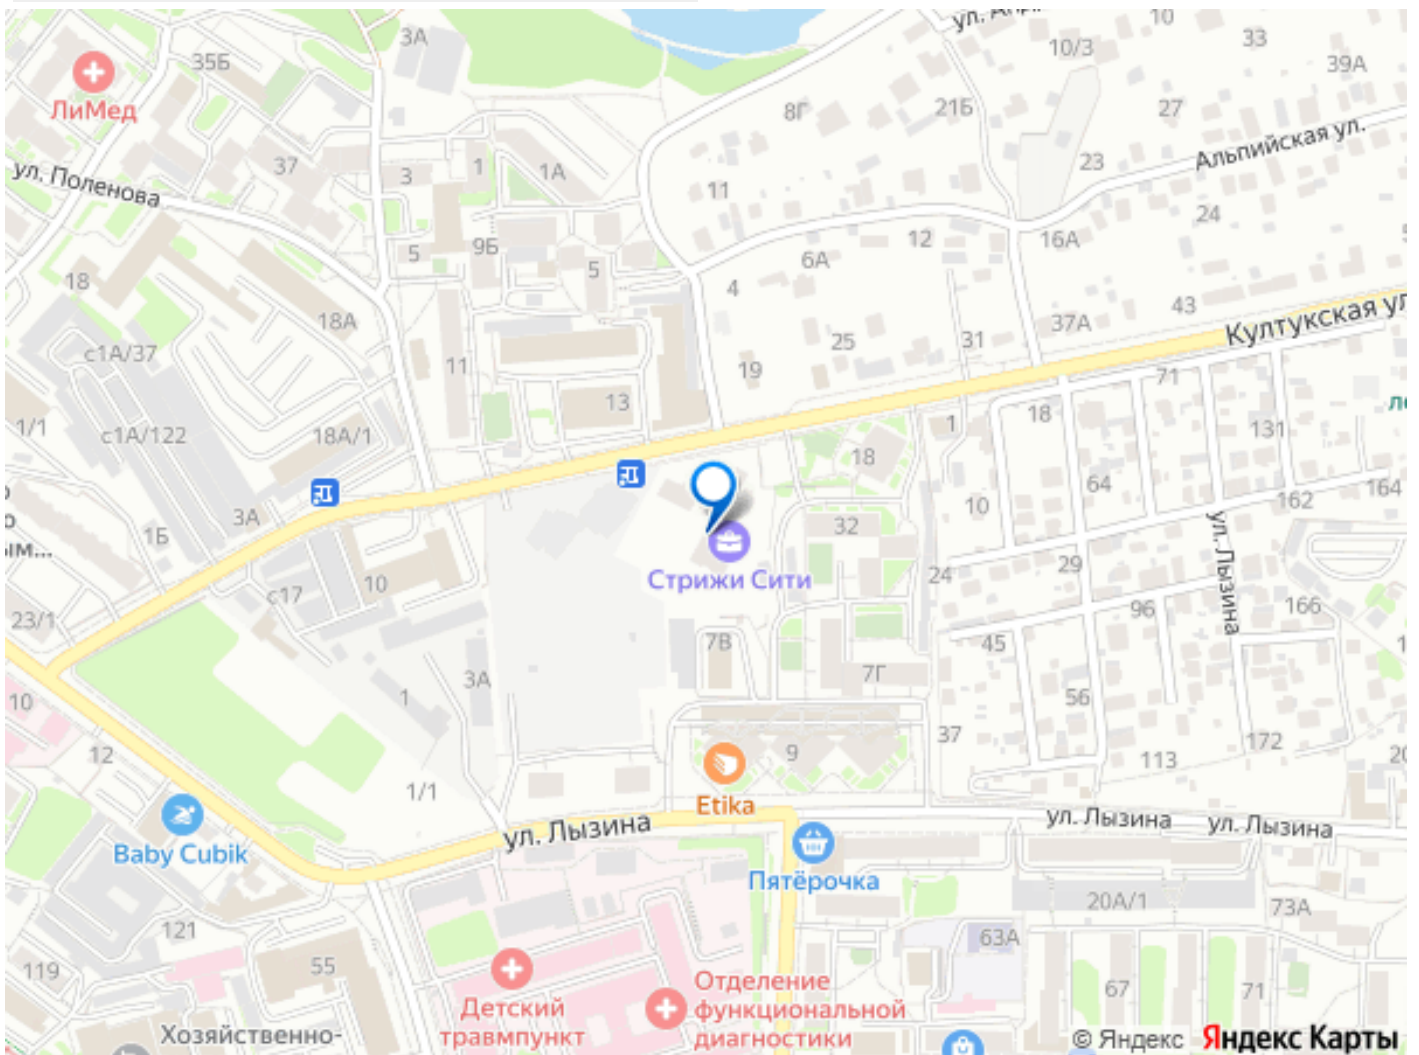 3А
10
ул. Андр
10/3
33
39А
35Б
ЛиМед
8Г
21Б
27
Альпийская ул.
37
1
1А
ул. Поленова
3
11
23
24
5
9Б
5
6А
12
16А
18
4
18А
43
Култукская ул
с1А/37
25
31
37А
11
19
71
13
18
1/1
с1А/122
18А/1
1
131
18
10
64
162
164
3А
1Б
32
ым...
Стрижи Сити
24
29
ул. Лызина
с17
10
96
166
23/1
7В
45
3А
7Г
10
1
56
12
9
37
113
172
1/1
Etika
ул. Лызина
ул. Лызина
ул. Лызина
Baby Cubik
Пятёрочка
20А/1
73А
121
63А
119
55
Детский
травмпункт
Отделение
функциональной
диагностики
67
71
Хозяйственно-
© Яндекс Яндекс Карты